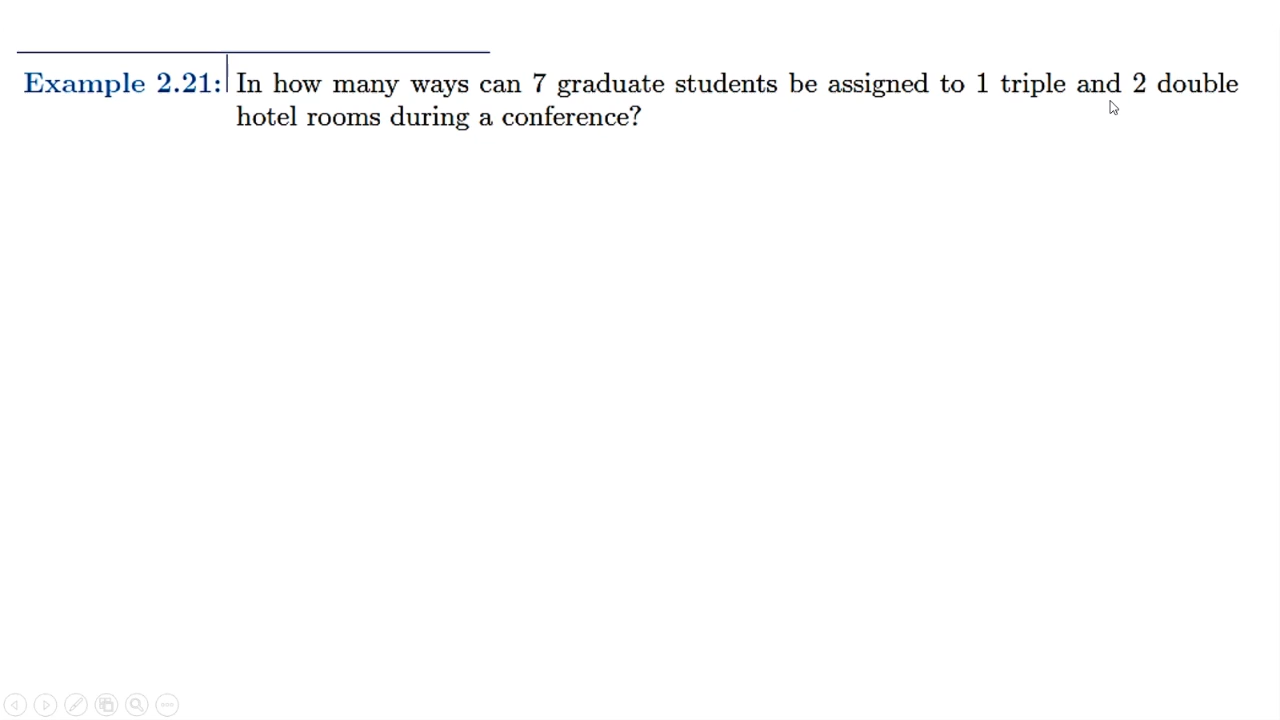 Example 2.21: In how many ways can 7 graduate students be assigned to 1 triple and 2 double
hotel rooms during a conference?